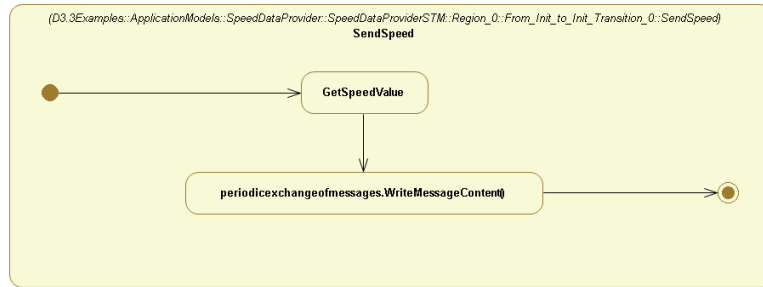 (D3.3Examples::ApplicationModels::SpeedDataProvider::SpeedDataProviderSTM::Region_0::From_Init_to_Init_Transition_0::SendSpeed)
SendSpeed
GetSpeedValue
periodicexchangeofmessages.WriteMessageContent()